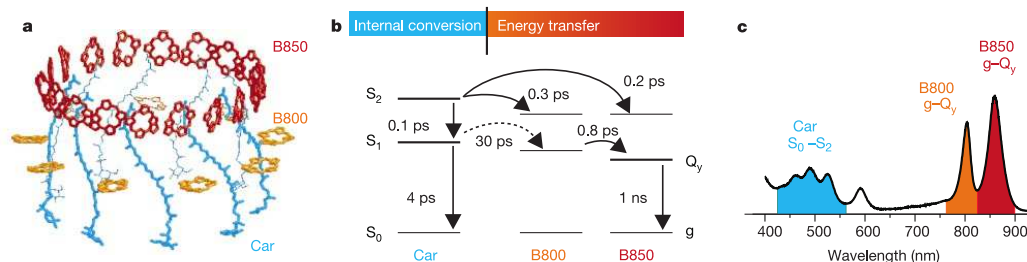 a
B850
B800
Car
b
Internal conversion
Energy transfer
S2
S1
S0
0.1 ps
4 ps
0.3 ps
0.2 ps
30 ps
0.8 ps
1 ns
Qy
g
Car
B800
B850
c
B850
g–Qy
B800
g–Qy
Car
S0 –S2
400 500 600 700 800 900
Wavelength (nm)